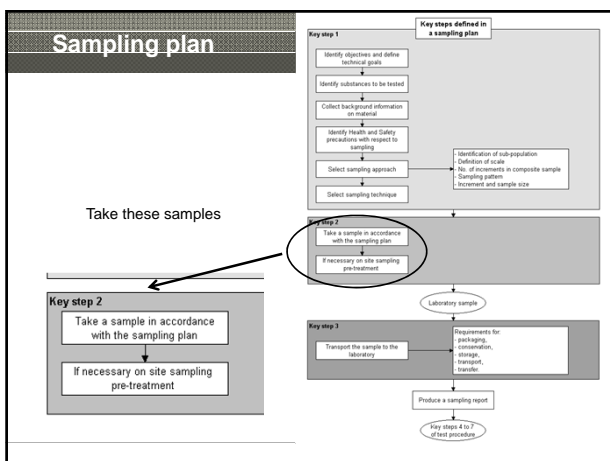 Sampling plan
Take these samples
Key step 2
Take a sample in accordance
with the sampling plan
If necessary on site sampling
pre-treatment
Key steps defined in
a sampling plan
Key step 1
Identify objectives and define
technical goals
Identify substances to be tested
Collect background information
on material
Identify Health and Safety
precautions with respect to
sampling
Select sampling approach
- Identification of sub-population
- Definition of scale
- No. of increments in composite sample
- Sampling pattern
- Increment and sample size
Select sampling technique
Key step 2
Take a sample in accordance
with the sampling plan
If necessary on site sampling
pre-treatment
Laboratory sample
Key step 3
Transport the sample to the
laboratory
Requirements for:
- packaging,
- conservation,
- storage,
- transport,
- transfer.
Produce a sampling report
Key steps 4 to 7
of test procedure